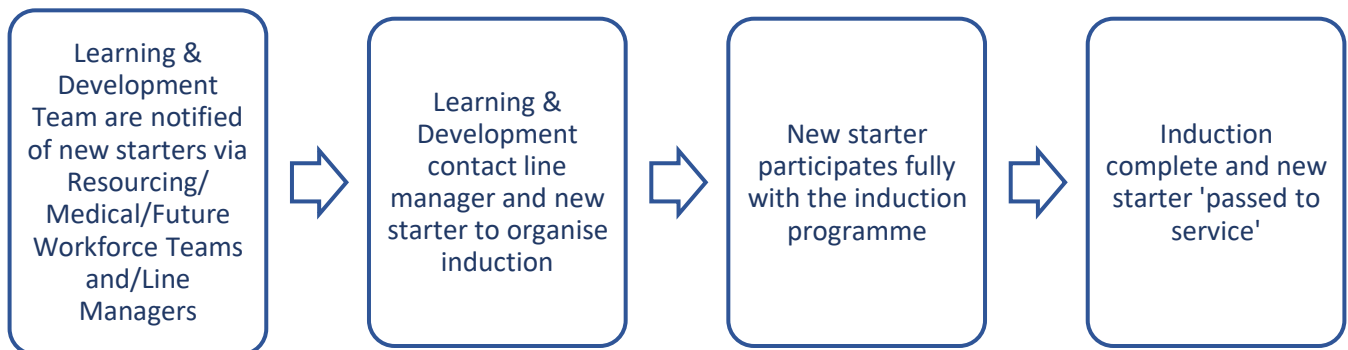 Learning &
Development
Team are notified
of new starters via
Resourcing/
Medical/Future
Workforce Teams
and/Line
Managers
Learning &
Development
contact line
manager and new
starter to organise
induction
New starter
participates fully
with the induction
programme
Induction
complete and new
starter 'passed to
service'